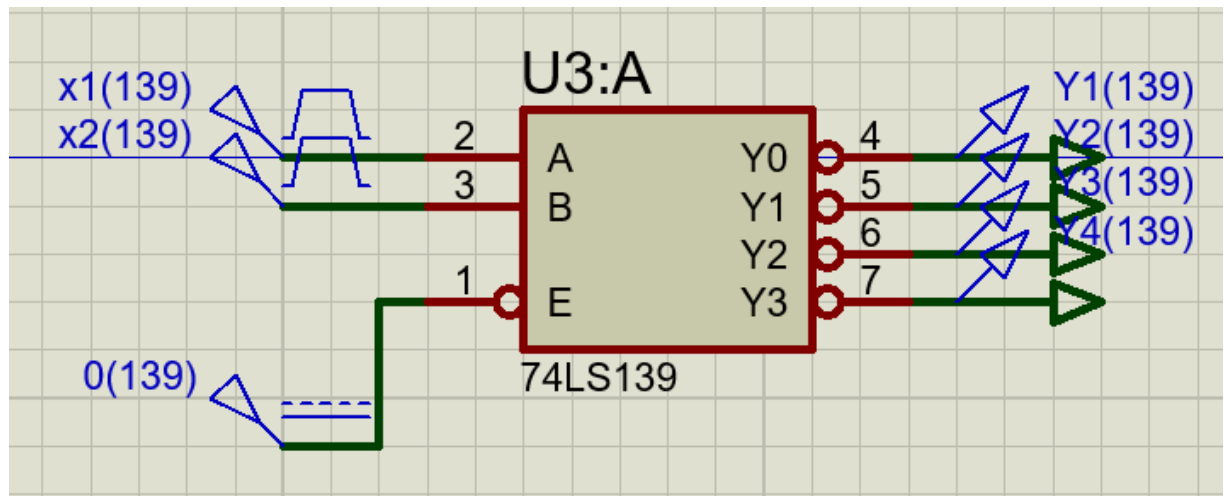 U3:A
x1(139)
x2(139)
2
3
1
A
B
E
Y0
Y1
Y2
Y3
4
5
6
7
Y1(139)
Y2(139)
Y3(139)
Y4(139)
0(139)
74LS139